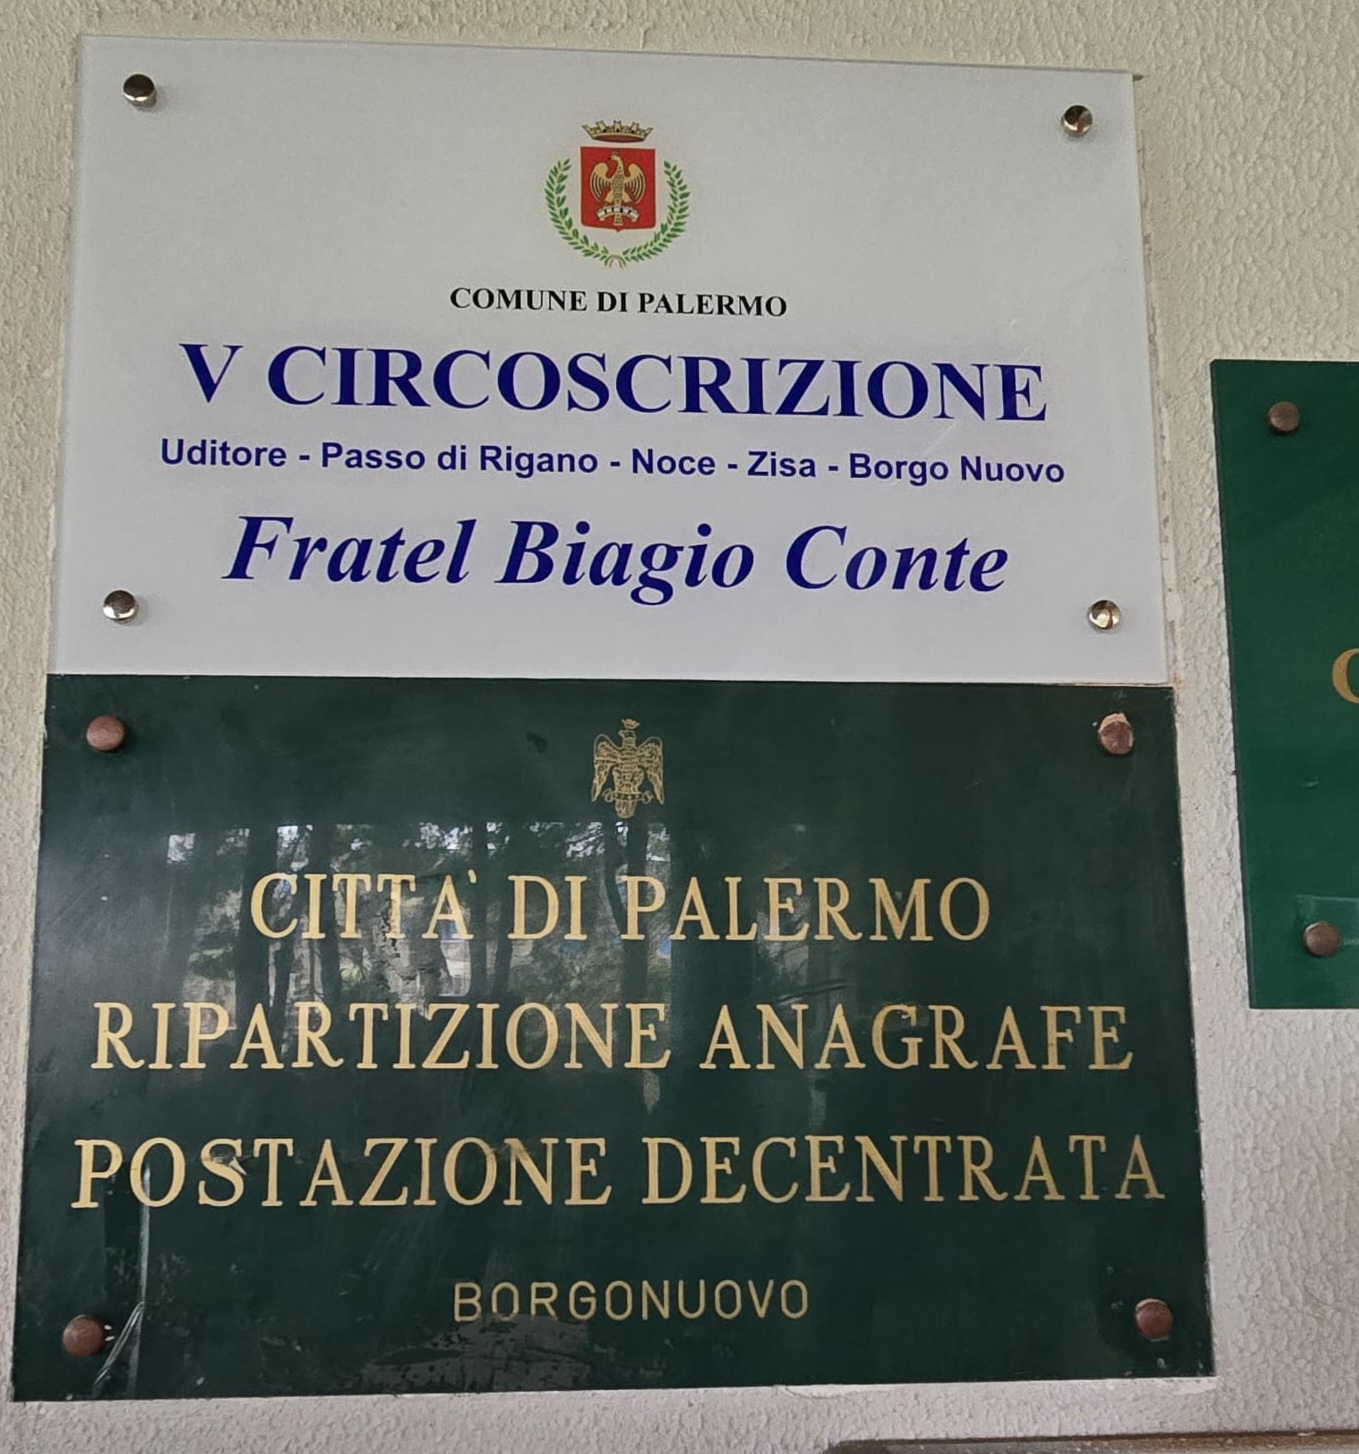 COMUNE DI PALERMO
V CIRCOSCRIZIONE
Uditore - Passo di Rigano - Noce - Zisa - Borgo Nuovo
Fratel Biagio Conte
CITTA' DI PALERMO
RIPARTIZIONE ANAGRAFE
POSTAZIONE DECENTRATA
BORGONUOVO